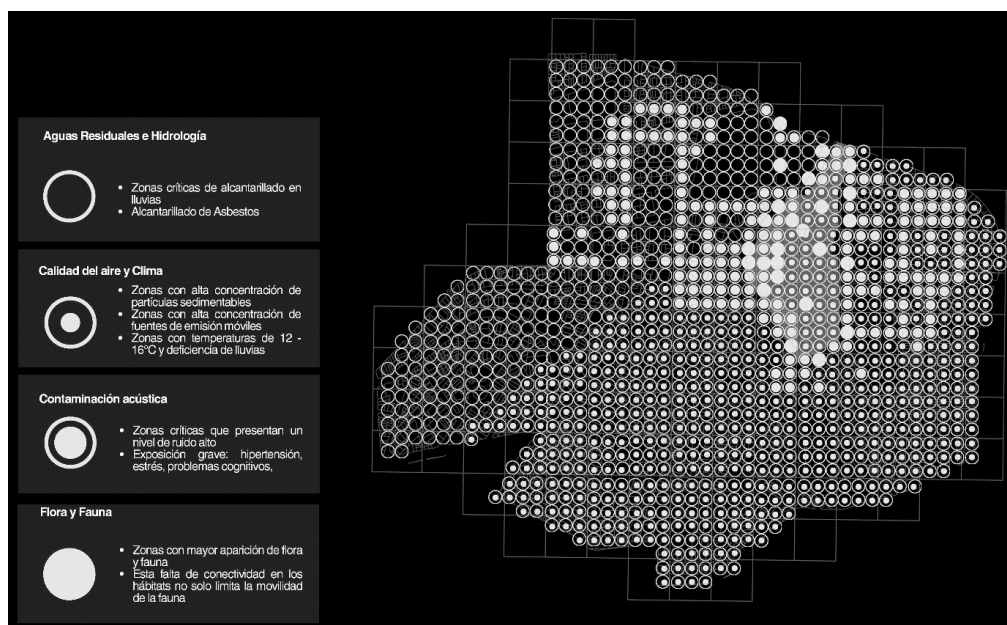 Aguas Residuales e Hidrología
• Zonas críticas de alcantarillado en
lluvias
• Alcantarillado de Asbestos
Calidad del aire y Clima
• Zonas con alta concentración de
partículas sedimentables
• Zonas con alta concentración de
fuentes de emisión móviles
• Zonas con temperaturas de 12 -
16°C y deficiencia de lluvias
Contaminación acústica
• Zonas críticas que presentan un
nivel de ruido alto
• Exposición grave: hipertensión,
estrés, problemas cognitivos,
Flora y Fauna
• Zonas con mayor aparición de flora
y fauna
• Esta falta de conectividad en los
hábitats no solo limita la movilidad
de la fauna